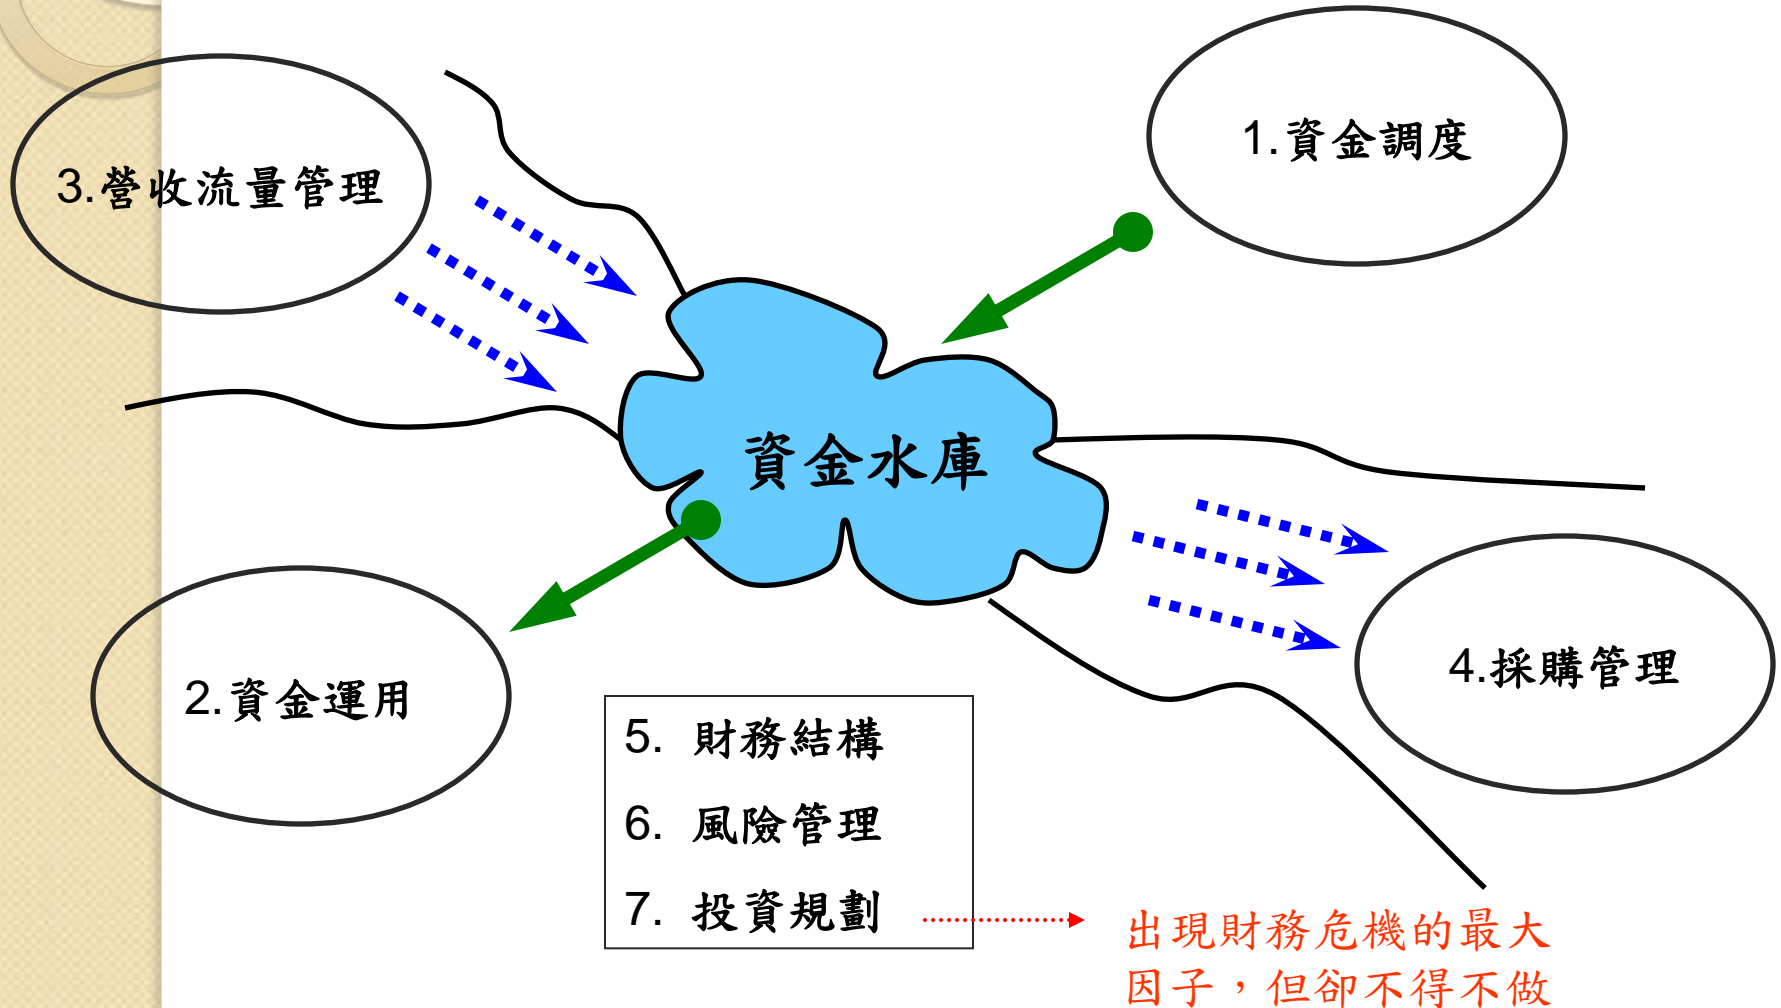 1.資金調度
3.營收流量管理
資金水庫
4.採購管理
2.資金運用
5. 財務結構
6. 風險管理
7. 投資規劃
出現財務危機的最大
因子，但卻不得不做